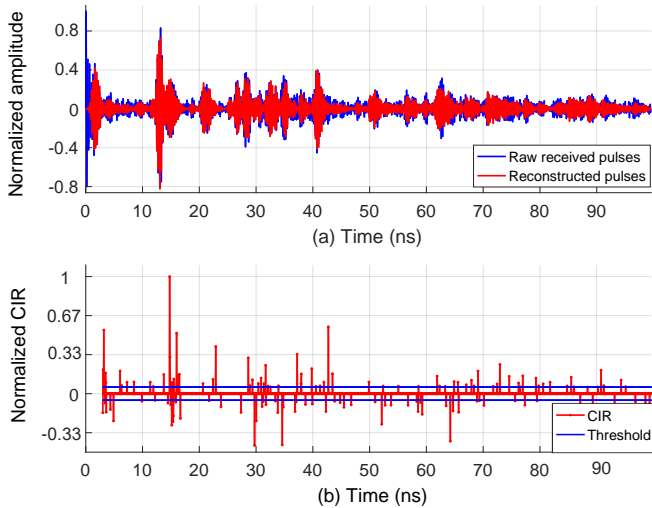 Normalized amplitude
0.8
0.4
0
-0.4
-0.8
0 10 20 30 40 50 60 70 80 90
Raw received pulses
Reconstructed pulses
(a) Time (ns)
Normalized CIR
1
0.67
0.33
0
-0.33
0 10 20 30 40 50 60 70 80 90
CIR
Threshold
(b) Time (ns)